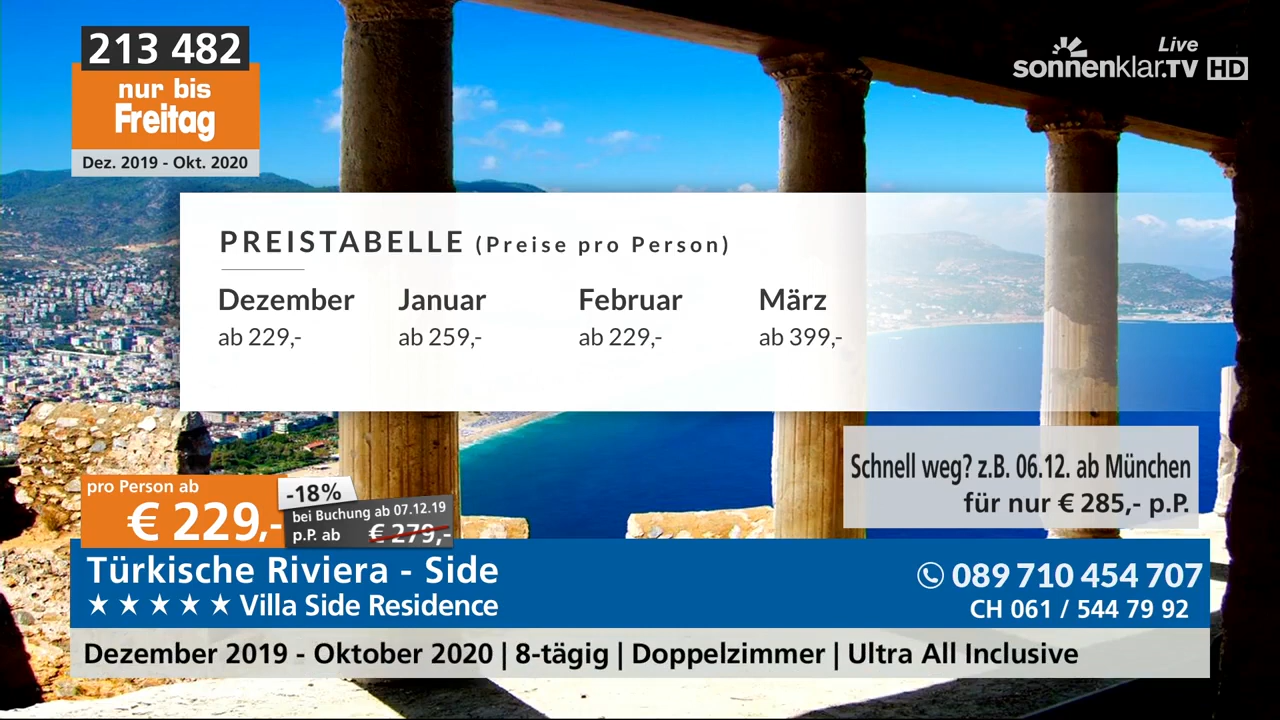 213 482
nur bis
Freitag
Dez. 2019 - Okt. 2020
Live
sonnenklar.TV HD
PREISTABELLE (Preise pro Person)
Dezember Januar Februar März
ab 229,- ab 259,- ab 229,- ab 399,-
Schnell weg? z.B. 06.12. ab München
für nur € 285,- p.P.
pro Person ab
€ 229,-
-18%
bei Buchung ab 07.12.19
p.P. ab € 279,-
Türkische Riviera - Side
★ ★ ★ ★ ★ Villa Side Residence
089 710 454 707
CH 061 / 544 79 92
Dezember 2019 - Oktober 2020 | 8-tägig | Doppelzimmer | Ultra All Inclusive